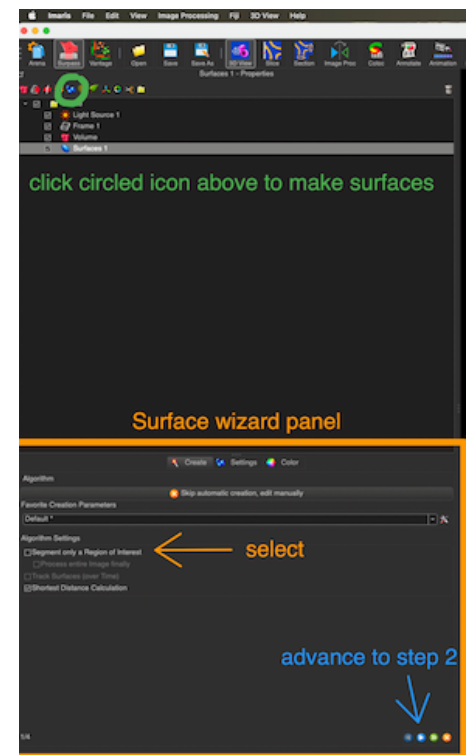 Imaris File Edit View Image Processing Fiji 3D View Help
Arena Surpass Vantage Open Save Save As 3D View Slice Section Image Proc Coloc Annotate Animation
Surfaces 1 - Properties
Light Source 1
Frame 1
Volume
Surfaces 1
click circled icon above to make surfaces
Surface wizard panel
Create Settings Color
Algorithm
Skip automatic creation, edit manually
Favorite Creation Parameters
Default *
Algorithm Settings
Segment only a Region of Interest
select
Process entire Image finally
Track Surfaces (over Time)
Shortest Distance Calculation
advance to step 2
1/4